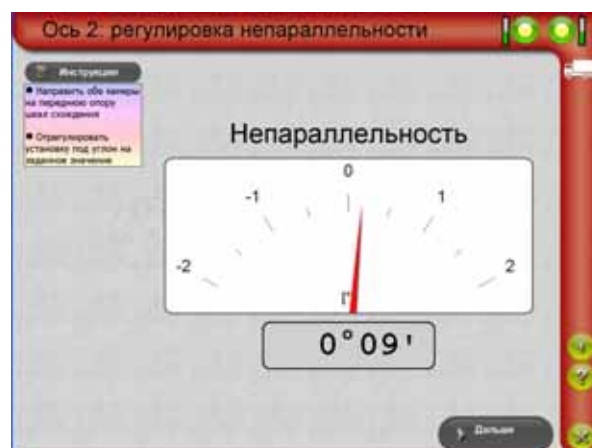 Ось 2: регулировка непараллельности
Инструкции
● Направить обе камеры
на переднюю опору
шкал схождения
● Отрегулировать
установку под углом на
заданное значение
Непараллельность
0
-1
1
-2
2
0°09'
?
Дальше